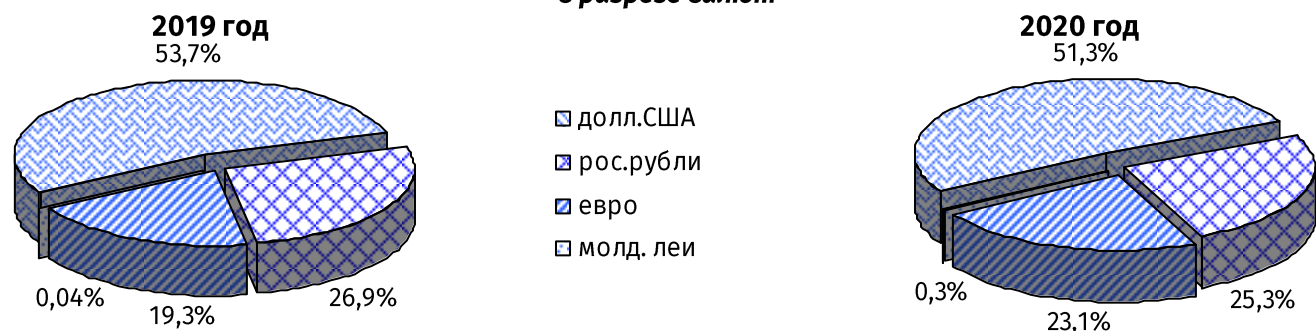 2019 год
53,7%
0,04%
19,3%
26,9%
долл.США
рос.рубли
евро
молд. леи
2020 год
51,3%
0,3%
23,1%
25,3%